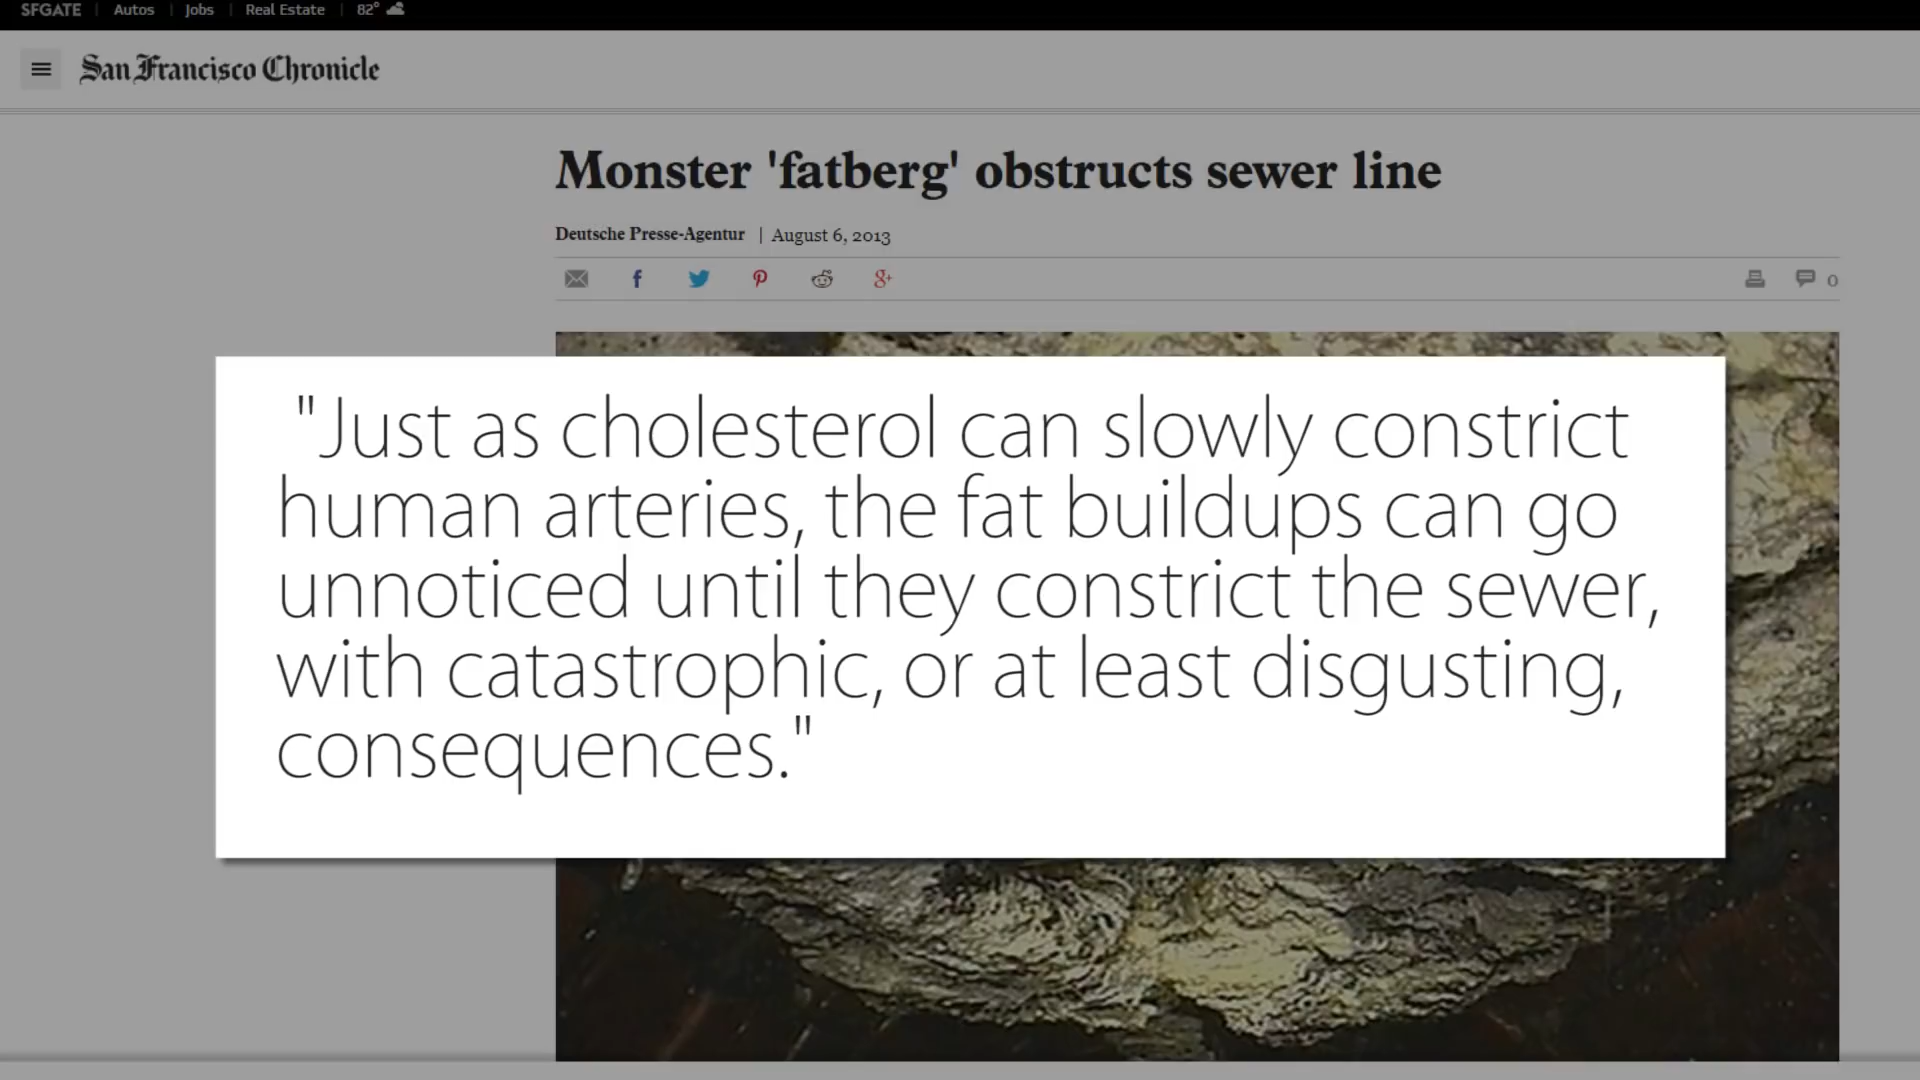 SFGATE | Autos | Jobs | Real Estate | 82°
San Francisco Chronicle
Monster 'fatberg' obstructs sewer line
Deutsche Presse-Agentur | August 6, 2013
0
"Just as cholesterol can slowly constrict
human arteries, the fat buildups can go
unnoticed until they constrict the sewer,
with catastrophic, or at least disgusting,
consequences."